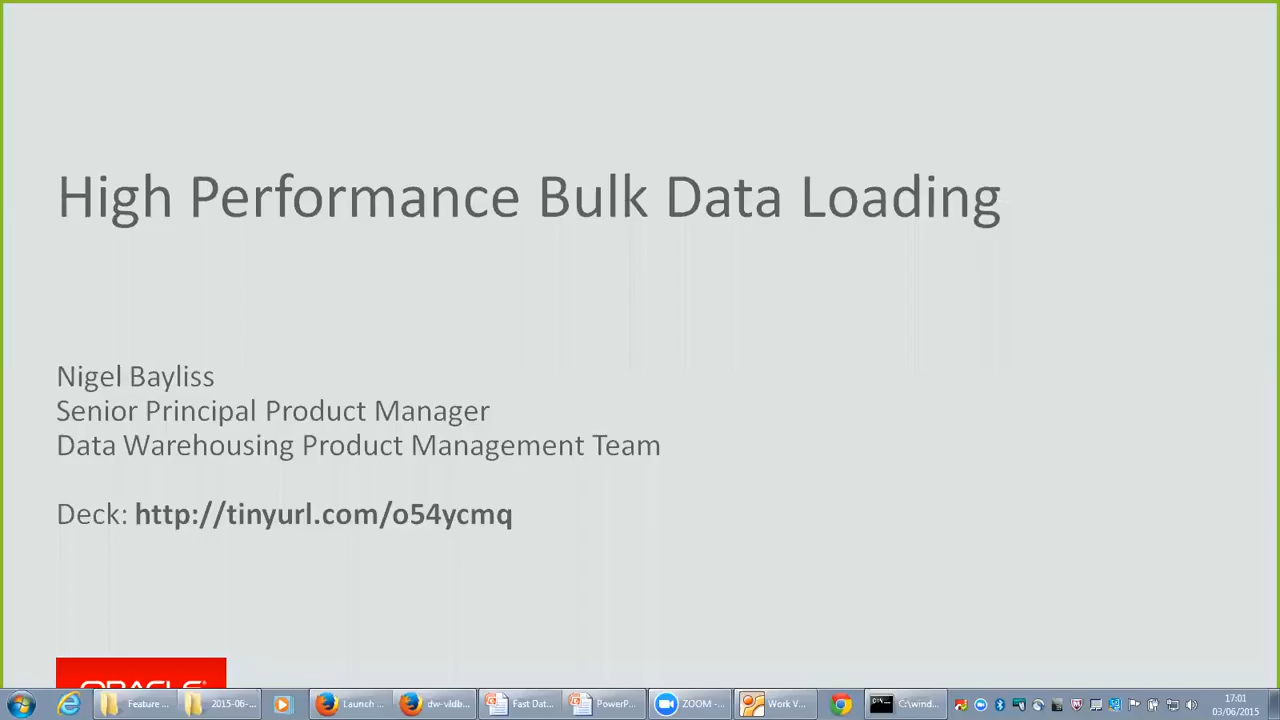 High Performance Bulk Data Loading
Nigel Bayliss
Senior Principal Product Manager
Data Warehousing Product Management Team
Deck: http://tinyurl.com/o54ycmq
ORACLE
Feature ...
2015-06-...
Launch ...
dw-vldb...
Fast Dat...
PowerP...
ZOOM -...
Work V...
C:\wind...
17:01
03/06/2015